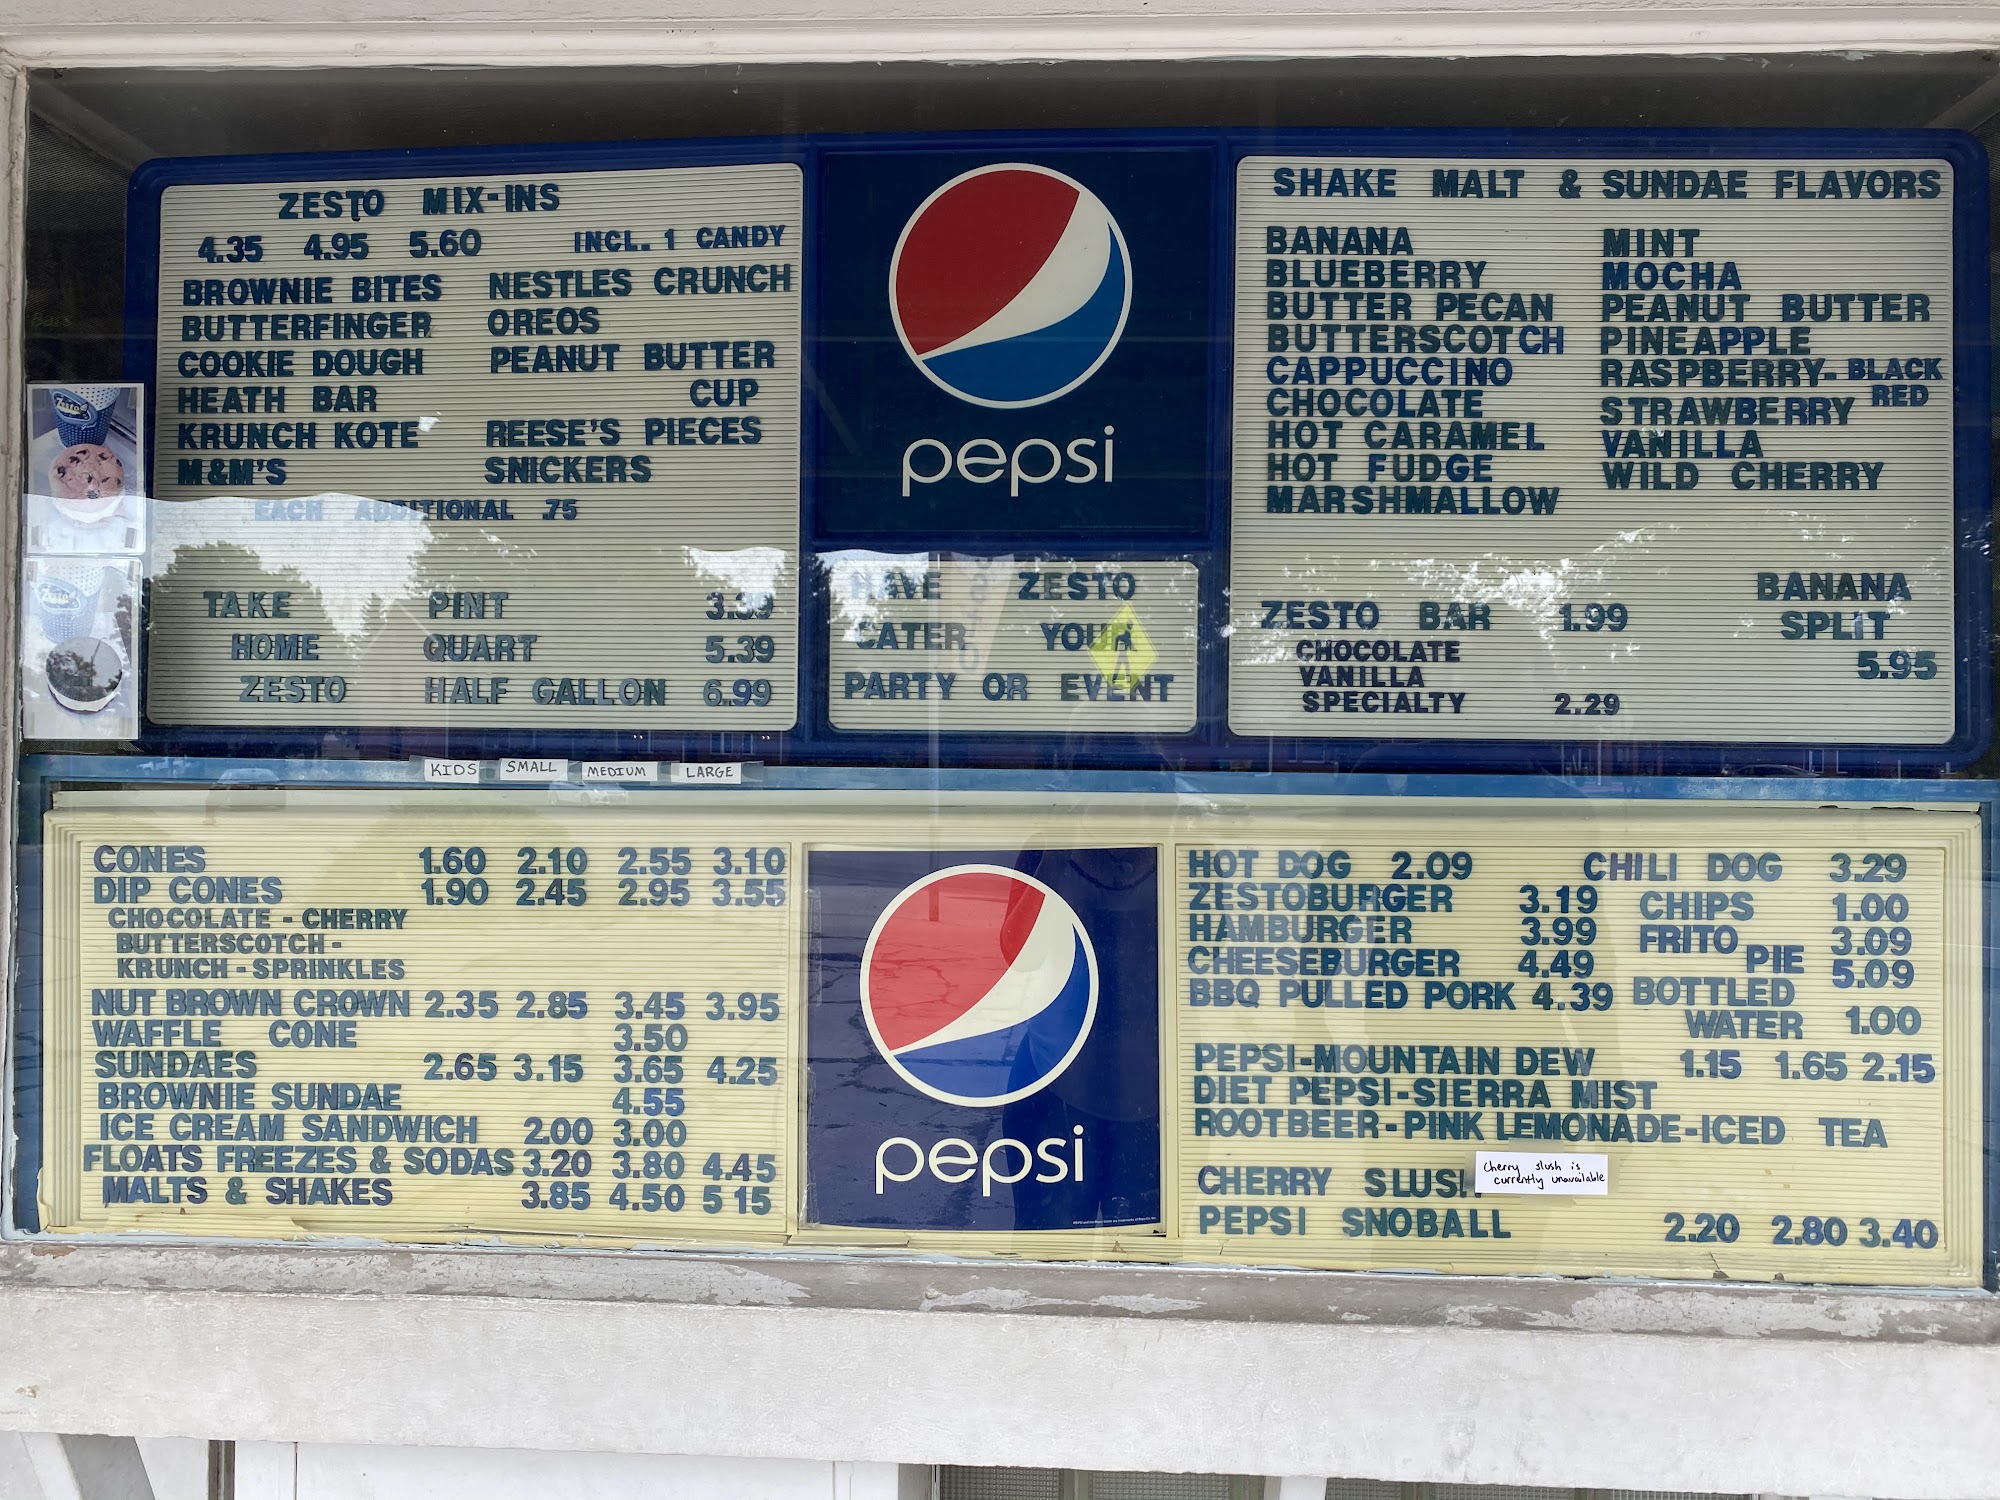 ZESTO MIX-INS
4.35 4.95 5.60 INCL. 1 CANDY
BROWNIE BITES NESTLES CRUNCH
BUTTERFINGER OREOS
COOKIE DOUGH PEANUT BUTTER
HEATH BAR CUP
KRUNCH KOTE REESE'S PIECES
M&M'S SNICKERS
EACH ADDITIONAL .75
TAKE PINT 3.39
HOME QUART 5.39
ZESTO HALF GALLON 6.99
pepsi
HAVE ZESTO
CATER YOUR
PARTY OR EVENT
SHAKE MALT & SUNDAE FLAVORS
BANANA MINT
BLUEBERRY MOCHA
BUTTER PECAN PEANUT BUTTER
BUTTERSCOTCH PINEAPPLE
CAPPUCCINO RASPBERRY- BLACK
RED
CHOCOLATE STRAWBERRY
HOT CARAMEL VANILLA
HOT FUDGE WILD CHERRY
MARSHMALLOW
BANANA
SPLIT
5.95
ZESTO BAR 1.99
CHOCOLATE
VANILLA
SPECIALTY 2.29
Zesto
Zesto
KIDS SMALL MEDIUM LARGE
CONES 1.60 2.10 2.55 3.10
DIP CONES 1.90 2.45 2.95 3.55
CHOCOLATE - CHERRY
BUTTERSCOTCH -
KRUNCH - SPRINKLES
NUT BROWN CROWN 2.35 2.85 3.45 3.95
WAFFLE CONE 3.50
SUNDAES 2.65 3.15 3.65 4.25
BROWNIE SUNDAE 4.55
ICE CREAM SANDWICH 2.00 3.00
FLOATS FREEZES & SODAS 3.20 3.80 4.45
MALTS & SHAKES 3.85 4.50 5 15
pepsi
HOT DOG 2.09 CHILI DOG 3.29
ZESTOBURGER 3.19 CHIPS 1.00
HAMBURGER 3.99 FRITO 3.09
CHEESEBURGER 4.49 PIE 5.09
BBQ PULLED PORK 4.39 BOTTLED
WATER 1.00
PEPSI-MOUNTAIN DEW 1.15 1.65 2.15
DIET PEPSI-SIERRA MIST
ROOTBEER-PINK LEMONADE-ICED TEA
CHERRY SLUSH
cherry slush is
currently unavailable
PEPSI SNOBALL 2.20 2.80 3.40